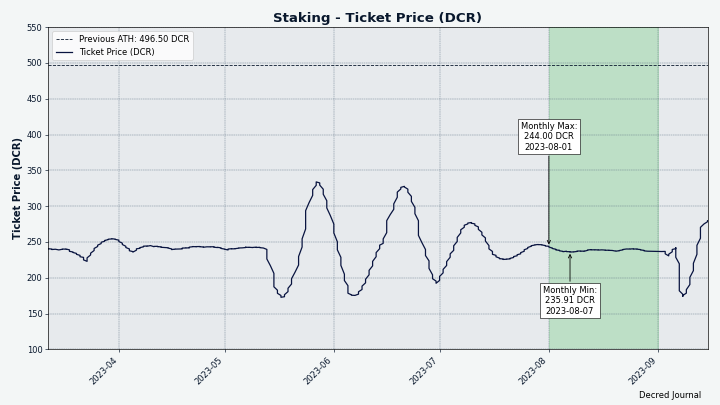 Staking - Ticket Price (DCR)
Previous ATH: 496.50 DCR
Ticket Price (DCR)
Ticket Price (DCR)
550
500
450
400
350
300
250
200
150
100
Monthly Max:
244.00 DCR
2023-08-01
Monthly Min:
235.91 DCR
2023-08-07
2023-04
2023-05
2023-06
2023-07
2023-08
2023-09
Decred Journal